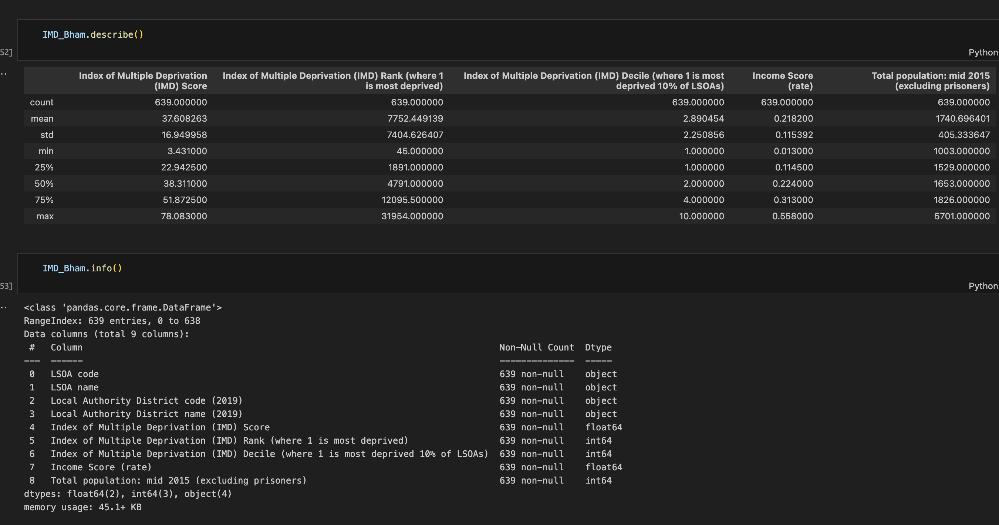 IMD_Bham.describe()
52]
Python
..
Index of Multiple Deprivation (IMD) Score Index of Multiple Deprivation (IMD) Rank (where 1 is most deprived) Index of Multiple Deprivation (IMD) Decile (where 1 is most deprived 10% of LSOAs) Income Score (rate) Total population: mid 2015 (excluding prisoners)
count 639.000000 639.000000 639.000000 639.000000 639.000000
mean 37.608263 7752.449139 2.890454 0.218200 1740.696401
std 16.949958 7404.626407 2.250856 0.115392 405.333647
min 3.431000 45.000000 1.000000 0.013000 1003.000000
25% 22.942500 1891.000000 1.000000 0.114500 1529.000000
50% 38.311000 4791.000000 2.000000 0.224000 1653.000000
75% 51.872500 12095.500000 4.000000 0.313000 1826.000000
max 78.083000 31954.000000 10.000000 0.558000 5701.000000
IMD_Bham.info()
53]
Python
..
<class 'pandas.core.frame.DataFrame'>
RangeIndex: 639 entries, 0 to 638
Data columns (total 9 columns):
 #   Column                                                                            Non-Null Count  Dtype
---  ------                                                                            --------------  -----
 0   LSOA code                                                                         639 non-null    object
 1   LSOA name                                                                         639 non-null    object
 2   Local Authority District code (2019)                                              639 non-null    object
 3   Local Authority District name (2019)                                              639 non-null    object
 4   Index of Multiple Deprivation (IMD) Score                                         639 non-null    float64
 5   Index of Multiple Deprivation (IMD) Rank (where 1 is most deprived)               639 non-null    int64
 6   Index of Multiple Deprivation (IMD) Decile (where 1 is most deprived 10% of LSOAs)  639 non-null    int64
 7   Income Score (rate)                                                               639 non-null    float64
 8   Total population: mid 2015 (excluding prisoners)                                  639 non-null    int64
dtypes: float64(2), int64(3), object(4)
memory usage: 45.1+ KB